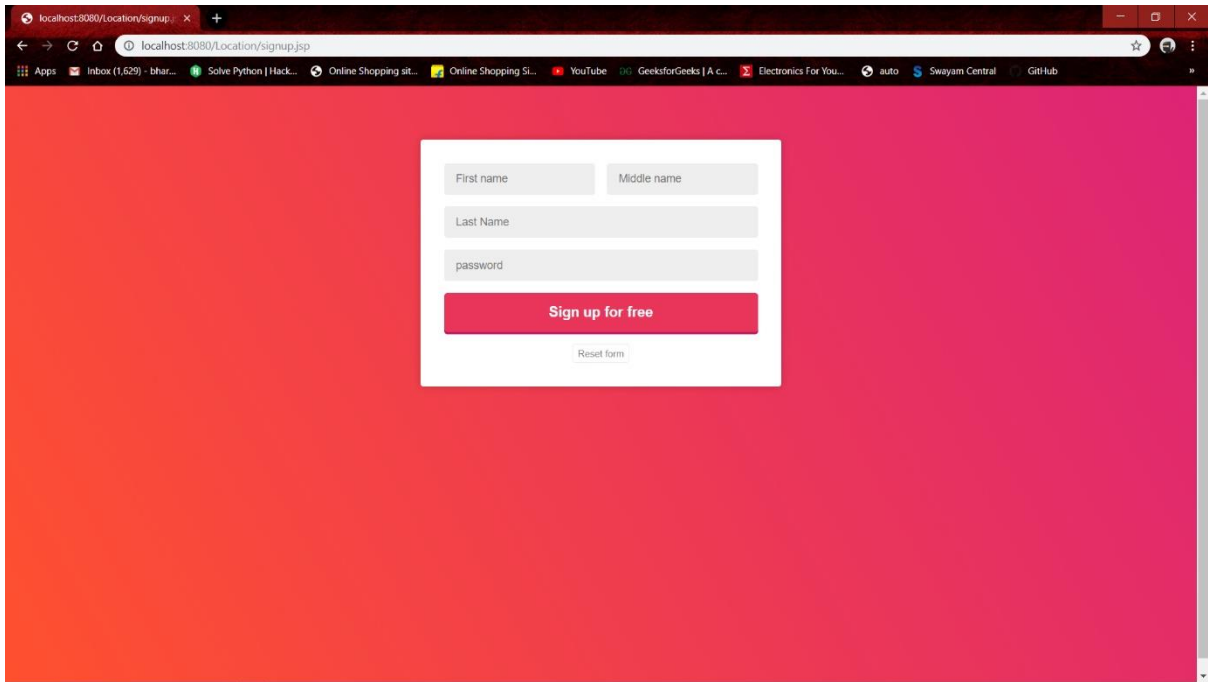 localhost:8080/Location/signup.
localhost:8080/Location/signup.jsp
Apps Inbox (1,629) - bhar... Solve Python | Hack... Online Shopping sit... Online Shopping Si... YouTube GeeksforGeeks | A c... Electronics For You... auto Swayam Central GitHub »
First name Middle name
Last Name
password
Sign up for free
Reset form